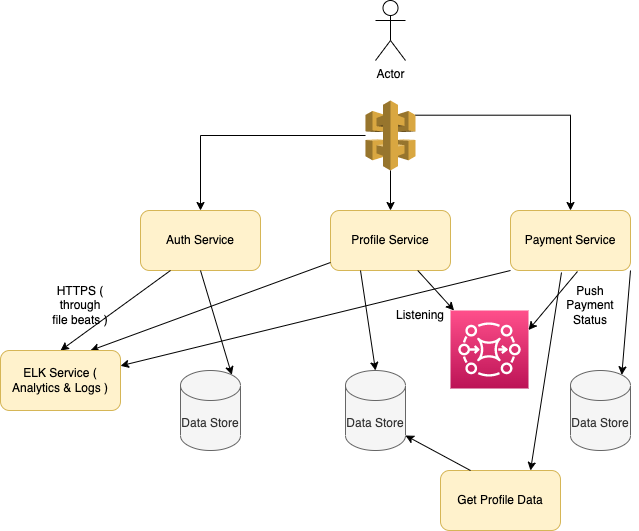 Actor
Auth Service
Profile Service
Payment Service
HTTPS (
through
file beats )
Listening
Push
Payment
Status
ELK Service (
Analytics & Logs )
Data Store
Data Store
Data Store
Get Profile Data